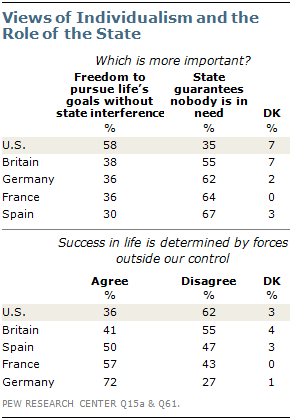 Views of Individualism and the
Role of the State
Which is more important?
Freedom to pursue life's goals without state interference State guarantees nobody is in need DK
% % %
U.S. 58 35 7
Britain 38 55 7
Germany 36 62 2
France 36 64 0
Spain 30 67 3
Success in life is determined by forces
outside our control
Agree Disagree DK
% % %
U.S. 36 62 3
Britain 41 55 4
Spain 50 47 3
France 57 43 0
Germany 72 27 1
PEW RESEARCH CENTER Q15a & Q61.